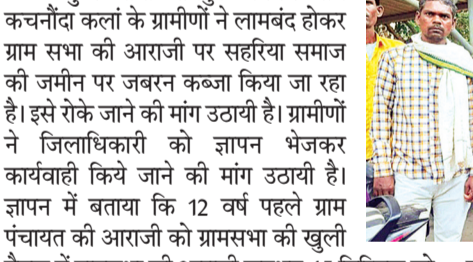 कचनौंदा कलां के ग्रामीणों ने लामबंद होकर
ग्राम सभा की आराजी पर सहरिया समाज
की जमीन पर जबरन कब्जा किया जा रहा
है। इसे रोके जाने की मांग उठायी है। ग्रामीणों
ने जिलाधिकारी को ज्ञापन भेजकर
कार्यवाही किये जाने की मांग उठायी है।
ज्ञापन में बताया कि 12 वर्ष पहले ग्राम
पंचायत की आराजी को ग्रामसभा की खुली